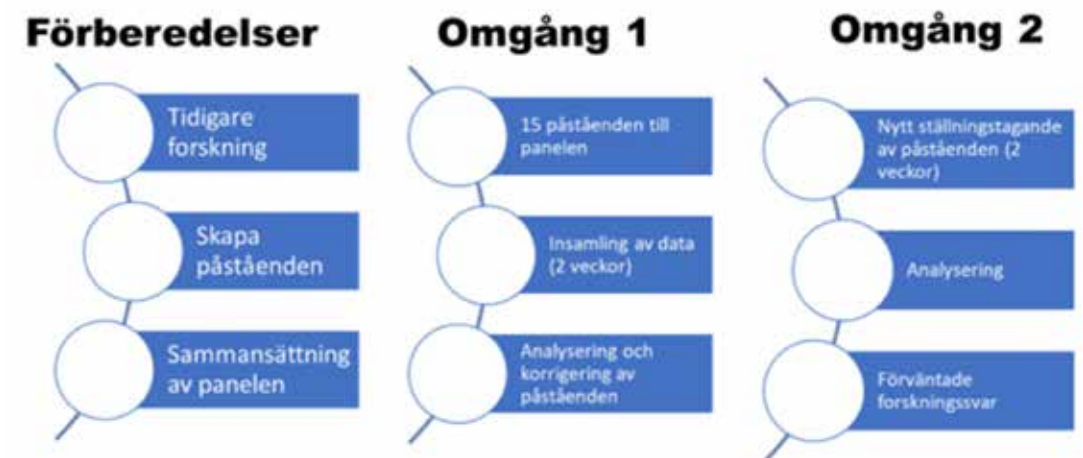 Förberedelser
Tidigare
forskning
Skapa
påståenden
Sammansättning
av panelen
Omgång 1
15 påståenden till
panelen
Insamling av data
(2 veckor)
Analysering och
korrigering av
påståenden
Omgång 2
Nytt ställningstagande
av påståenden (2
veckor)
Analysering
Förväntade
forskningssvar